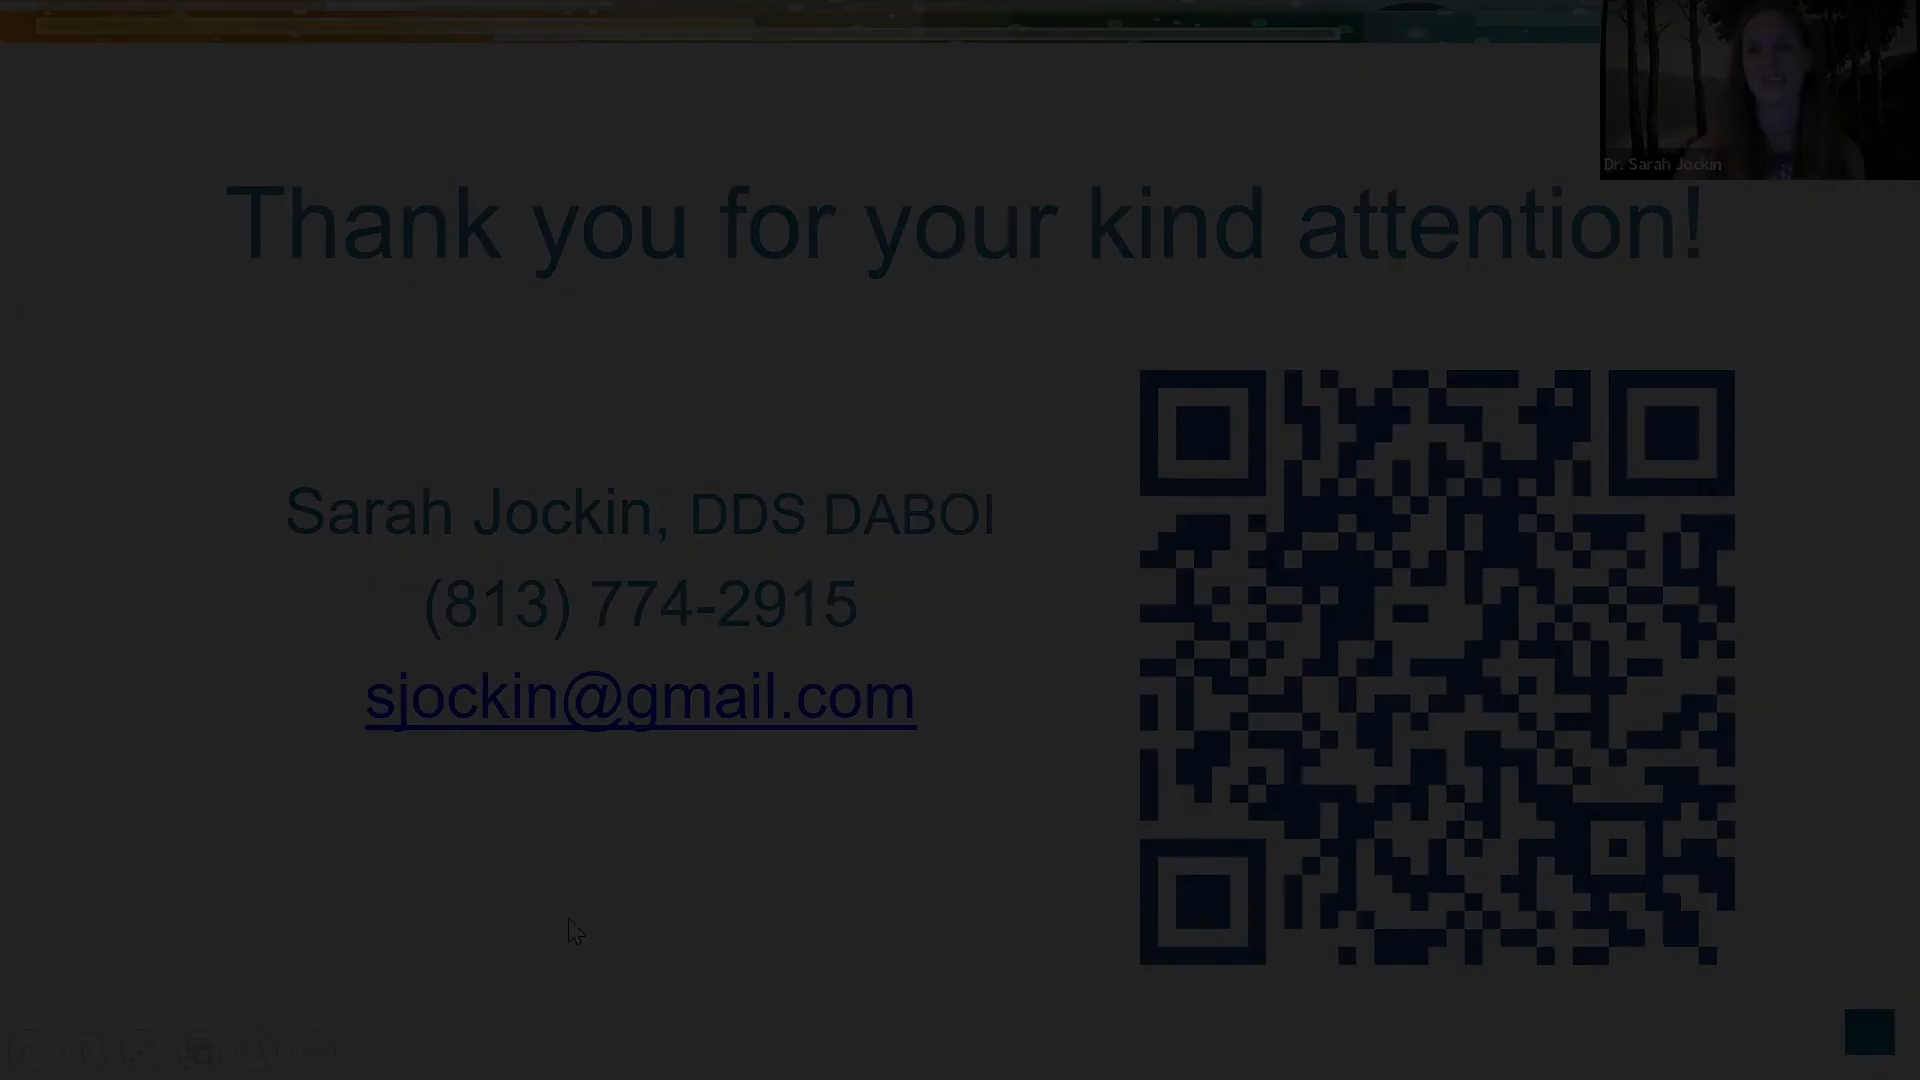 Dr. Sarah Jockin
Thank you for your kind attention!
Sarah Jockin, DDS DABOI
(813) 774-2915
sjockin@gmail.com